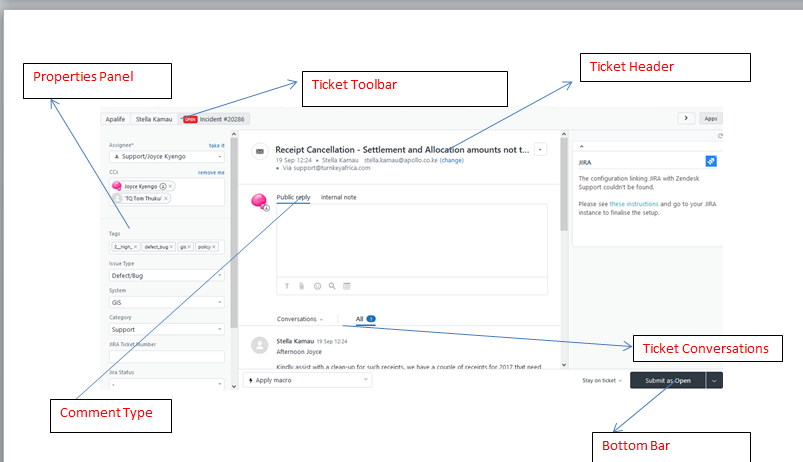 Properties Panel
Ticket Toolbar
Ticket Header
Apalife
Stella Kamau
OPEN Incident #20286
Apps
Assignee*
take it
Support/Joyce Kyengo
CCs
remove me
Joyce Kyengo
'TQ Tom Thuku'
Tags
2__high_
defect_bug
gis
policy
Issue Type
Defect/Bug
System
GIS
Category
Support
JIRA Ticket Number
Jira Status
-
Receipt Cancellation - Settlement and Allocation amounts not t...
19 Sep 12:24 • Stella Kamau stella.kamau@apollo.co.ke (change)
• Via support@turnkeyafrica.com
Public reply
Internal note
T
Conversations
All 1
Stella Kamau 19 Sep 12:24
Afternoon Joyce
Kindly assist with a clean-up for such receipts, we have a couple of receipts for 2017 that need
Apply macro
Stay on ticket
Submit as Open
JIRA
The configuration linking JIRA with Zendesk
Support couldn't be found.
Please see these instructions and go to your JIRA
instance to finalise the setup.
Ticket Conversations
Comment Type
Bottom Bar